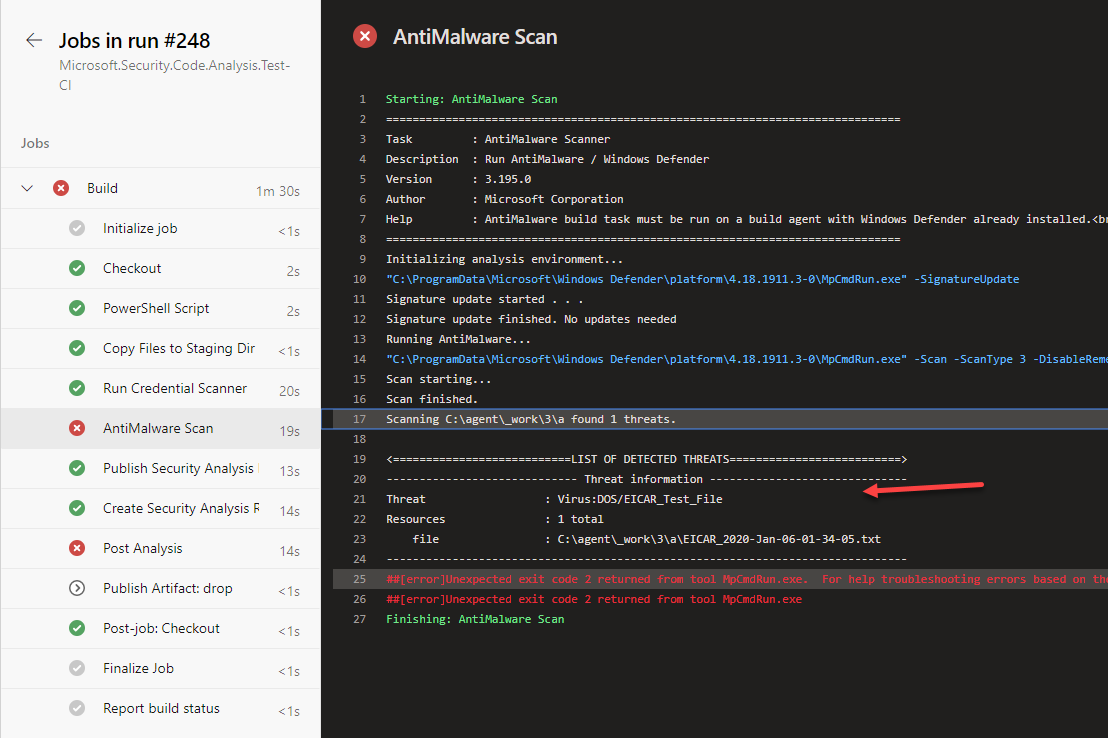 Jobs in run #248
Microsoft.Security.Code.Analysis.Test-
CI
Jobs
Build 1m 30s
Initialize job <1s
Checkout 2s
PowerShell Script 2s
Copy Files to Staging Dir <1s
Run Credential Scanner 20s
AntiMalware Scan 19s
Publish Security Analysis 13s
Create Security Analysis R 14s
Post Analysis 14s
Publish Artifact: drop <1s
Post-job: Checkout <1s
Finalize Job <1s
Report build status <1s
AntiMalware Scan
1 Starting: AntiMalware Scan
2 ==============================================================================
3 Task : AntiMalware Scanner
4 Description : Run AntiMalware / Windows Defender
5 Version : 3.195.0
6 Author : Microsoft Corporation
7 Help : AntiMalware build task must be run on a build agent with Windows Defender already installed.<br
8 ==============================================================================
9 Initializing analysis environment...
10 "C:\ProgramData\Microsoft\Windows Defender\platform\4.18.1911.3-0\MpCmdRun.exe" -SignatureUpdate
11 Signature update started . . .
12 Signature update finished. No updates needed
13 Running AntiMalware...
14 "C:\ProgramData\Microsoft\Windows Defender\platform\4.18.1911.3-0\MpCmdRun.exe" -Scan -ScanType 3 -DisableReme
15 Scan starting...
16 Scan finished.
17 Scanning C:\agent\_work\3\a found 1 threats.
18
19 <===========================LIST OF DETECTED THREATS==========================>
20 ----------------------------- Threat information ------------------------------
21 Threat : Virus:DOS/EICAR_Test_File
22 Resources : 1 total
23 file : C:\agent\_work\3\a\EICAR_2020-Jan-06-01-34-05.txt
24 -------------------------------------------------------------------------------
25 ##[error]Unexpected exit code 2 returned from tool MpCmdRun.exe. For help troubleshooting errors based on the
26 ##[error]Unexpected exit code 2 returned from tool MpCmdRun.exe
27 Finishing: AntiMalware Scan